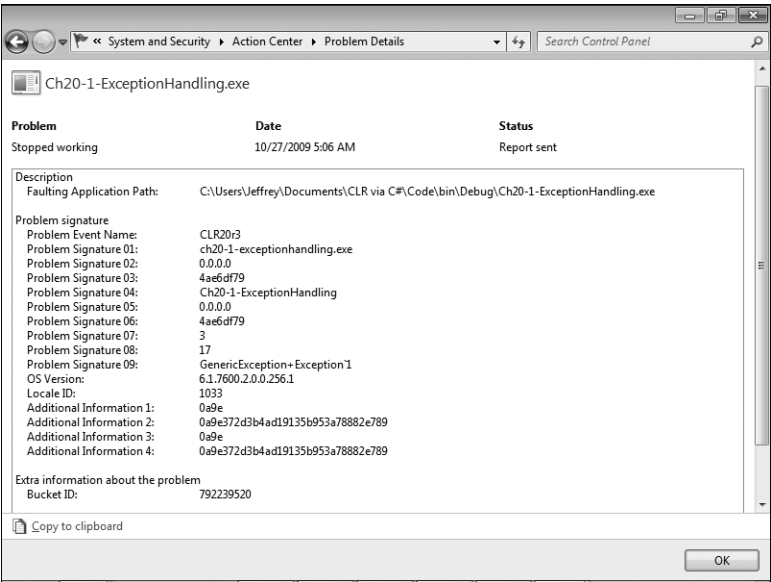 « System and Security ▸ Action Center ▸ Problem Details
Search Control Panel
Ch20-1-ExceptionHandling.exe
Problem Date Status
Stopped working 10/27/2009 5:06 AM Report sent
Description
Faulting Application Path: C:\Users\Jeffrey\Documents\CLR via C#\Code\bin\Debug\Ch20-1-ExceptionHandling.exe
Problem signature
Problem Event Name: CLR20r3
Problem Signature 01: ch20-1-exceptionhandling.exe
Problem Signature 02: 0.0.0.0
Problem Signature 03: 4ae6df79
Problem Signature 04: Ch20-1-ExceptionHandling
Problem Signature 05: 0.0.0.0
Problem Signature 06: 4ae6df79
Problem Signature 07: 3
Problem Signature 08: 17
Problem Signature 09: GenericException+Exception`1
OS Version: 6.1.7600.2.0.0.256.1
Locale ID: 1033
Additional Information 1: 0a9e
Additional Information 2: 0a9e372d3b4ad19135b953a78882e789
Additional Information 3: 0a9e
Additional Information 4: 0a9e372d3b4ad19135b953a78882e789
Extra information about the problem
Bucket ID: 792239520
Copy to clipboard
OK